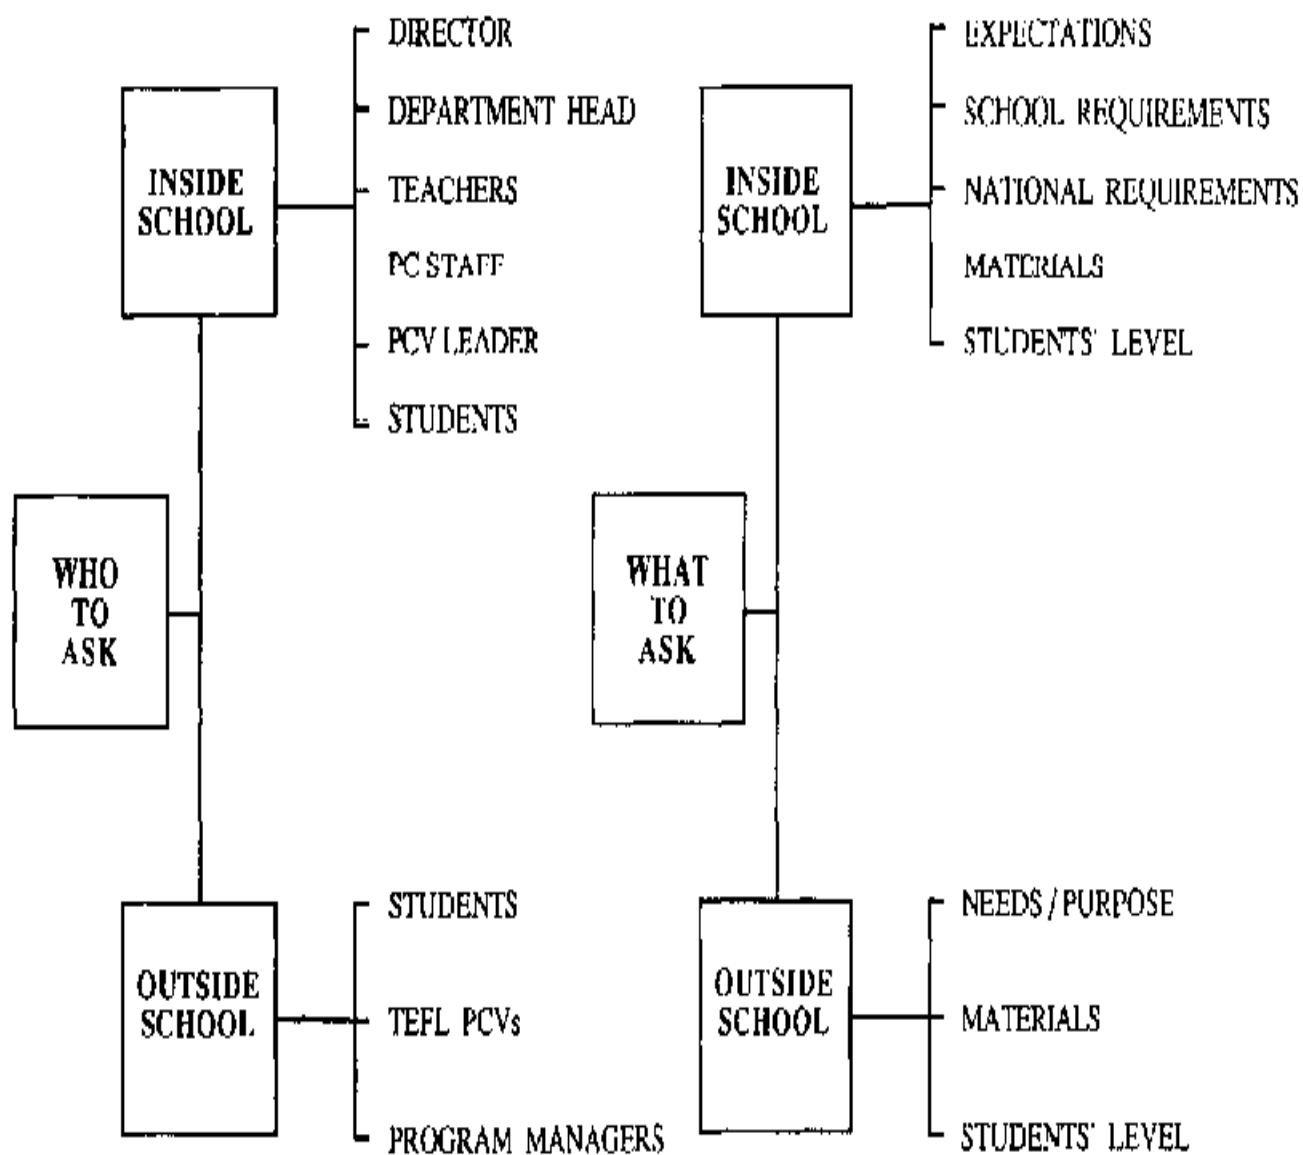 DIRECTOR
DEPARTMENT HEAD
INSIDE
SCHOOL
TEACHERS
PC STAFF
PCV LEADER
STUDENTS
WHO
TO
ASK
STUDENTS
OUTSIDE
SCHOOL
TEFL PCVs
PROGRAM MANAGERS
EXPECTATIONS
SCHOOL REQUIREMENTS
INSIDE
SCHOOL
NATIONAL REQUIREMENTS
MATERIALS
STUDENTS' LEVEL
WHAT
TO
ASK
NEEDS / PURPOSE
OUTSIDE
SCHOOL
MATERIALS
STUDENTS' LEVEL